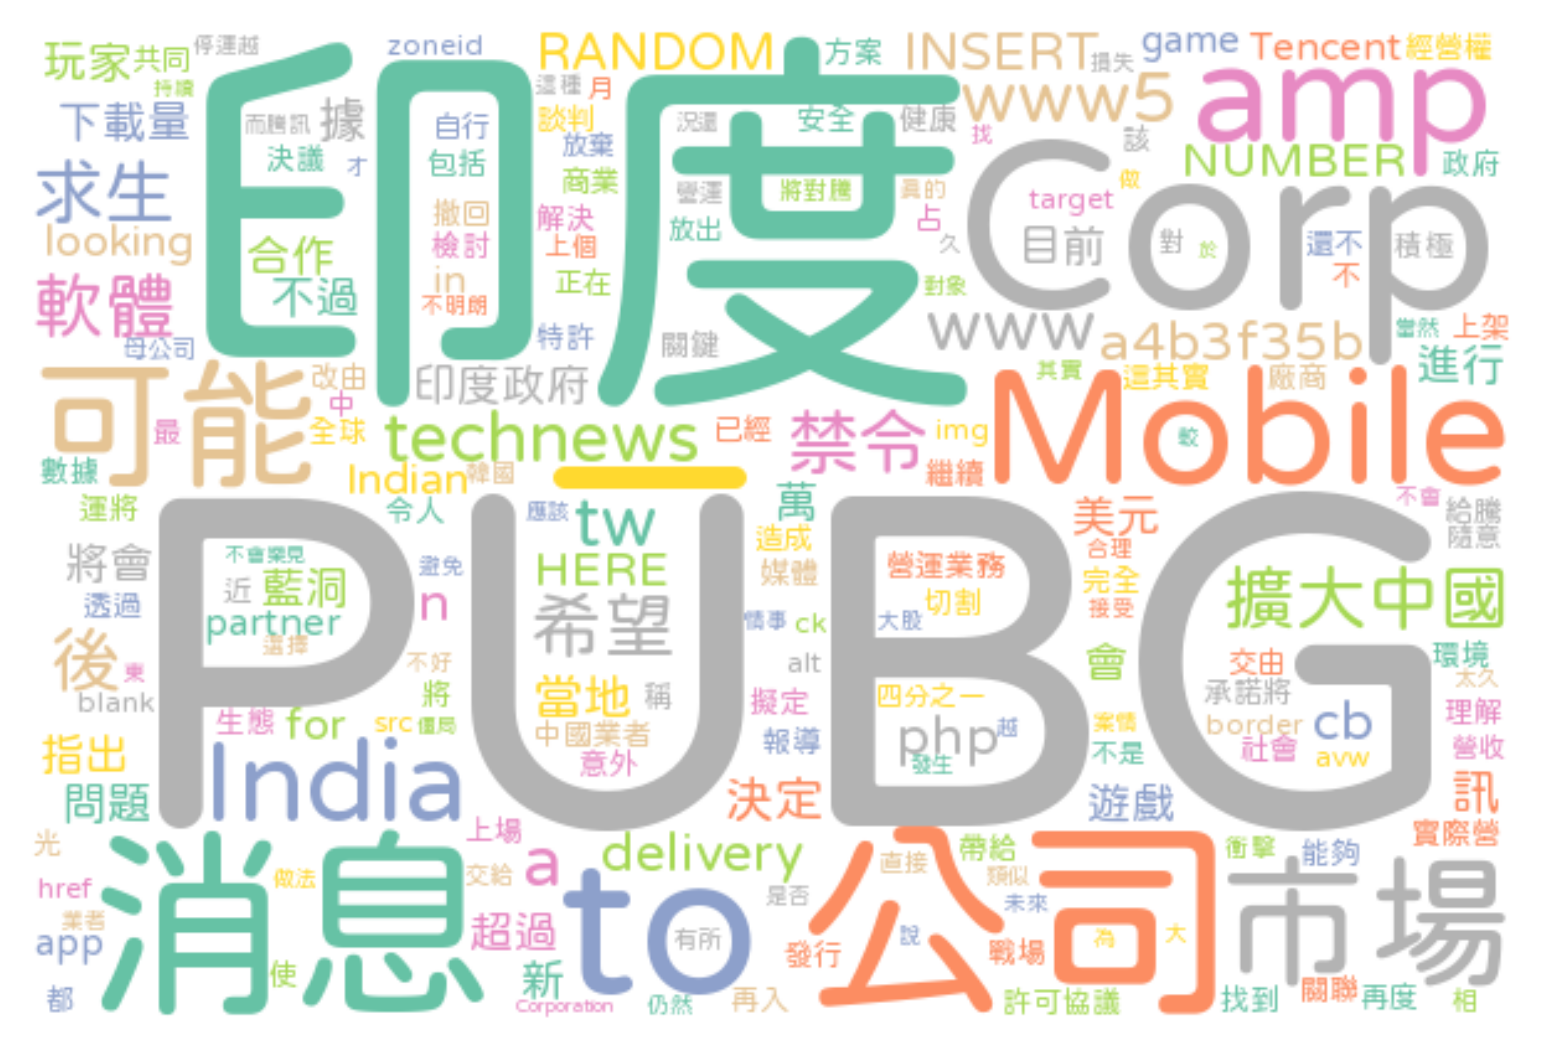 玩家 共同 停運越 zoneid RANDOM 方案 INSERT 損失 game Tencent 經營權
持續 這種 月 www5 amp
下載量 而騰訊 據 自行 談判 況還 安全 健康 找 該 NUMBER 政府
決議 才 包括 放棄 印度 Corp
求生 商業 營運 將對騰 真的 做 target
looking 合作 撤回 解決 放出 占 目前 對 於 還不 積極
檢討 上個 久 不
軟體 不過 in 不明朗 正在 對象
母公司 特許 關鍵 www a4b3f35b 當然 上架
可能 改由 印度政府 其實 這其實 廠商 進行
最 中 全球 technews 已經 禁令 img Mobile 較
數據 Indian 韓國 繼續
運將 令人 應該 tw 萬 美元 不會 給騰
將會 不會樂見 避免 HERE 造成 營運業務 合理 隨意
近 藍洞 希望 媒體 切割 完全 擴大中國
透過 partner n 情事 ck 大股 接受
PUBG
後 選擇 不好 alt 會 交由 環境
東 blank 將 當地 稱 擬定 四分之一 承諾將 太久
生態 for src 僵局 中國業者 報導 php 越 案情 border cb 理解
指出 India 意外 發生 不是 社會 avw 營收
問題 決定 遊戲 訊
上場 實際營
光 消息 a delivery 公司 帶給 衝擊 能夠
href 做法 交給 to 是否 直接 類似 市場
業者 超過 未來
app 有所 發行 說 戰場 為 大
使 新
都 Corporation 仍然 再入 許可協議 找到 關聯 再度 相